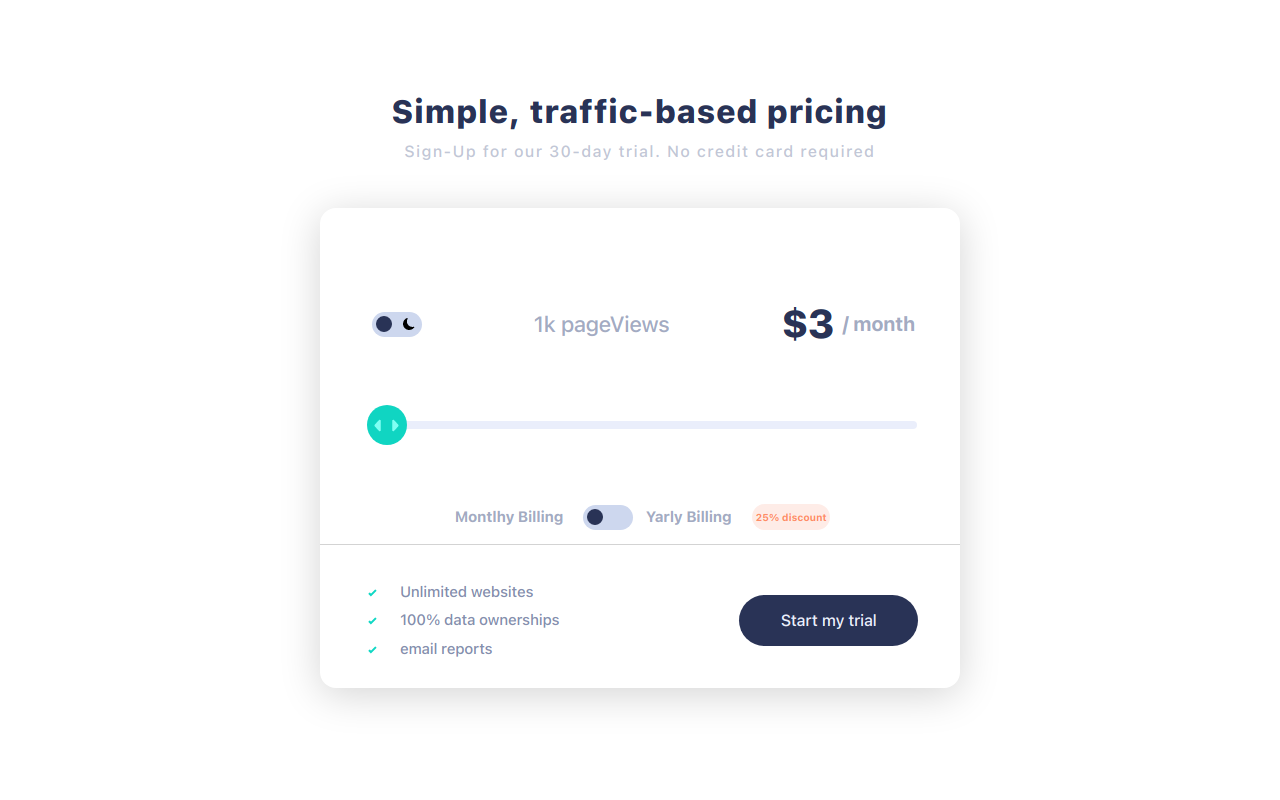 Simple, traffic-based pricing
Sign-Up for our 30-day trial. No credit card required
1k pageViews
$3 / month
Montlhy Billing
Yarly Billing
25% discount
Unlimited websites
100% data ownerships
email reports
Start my trial